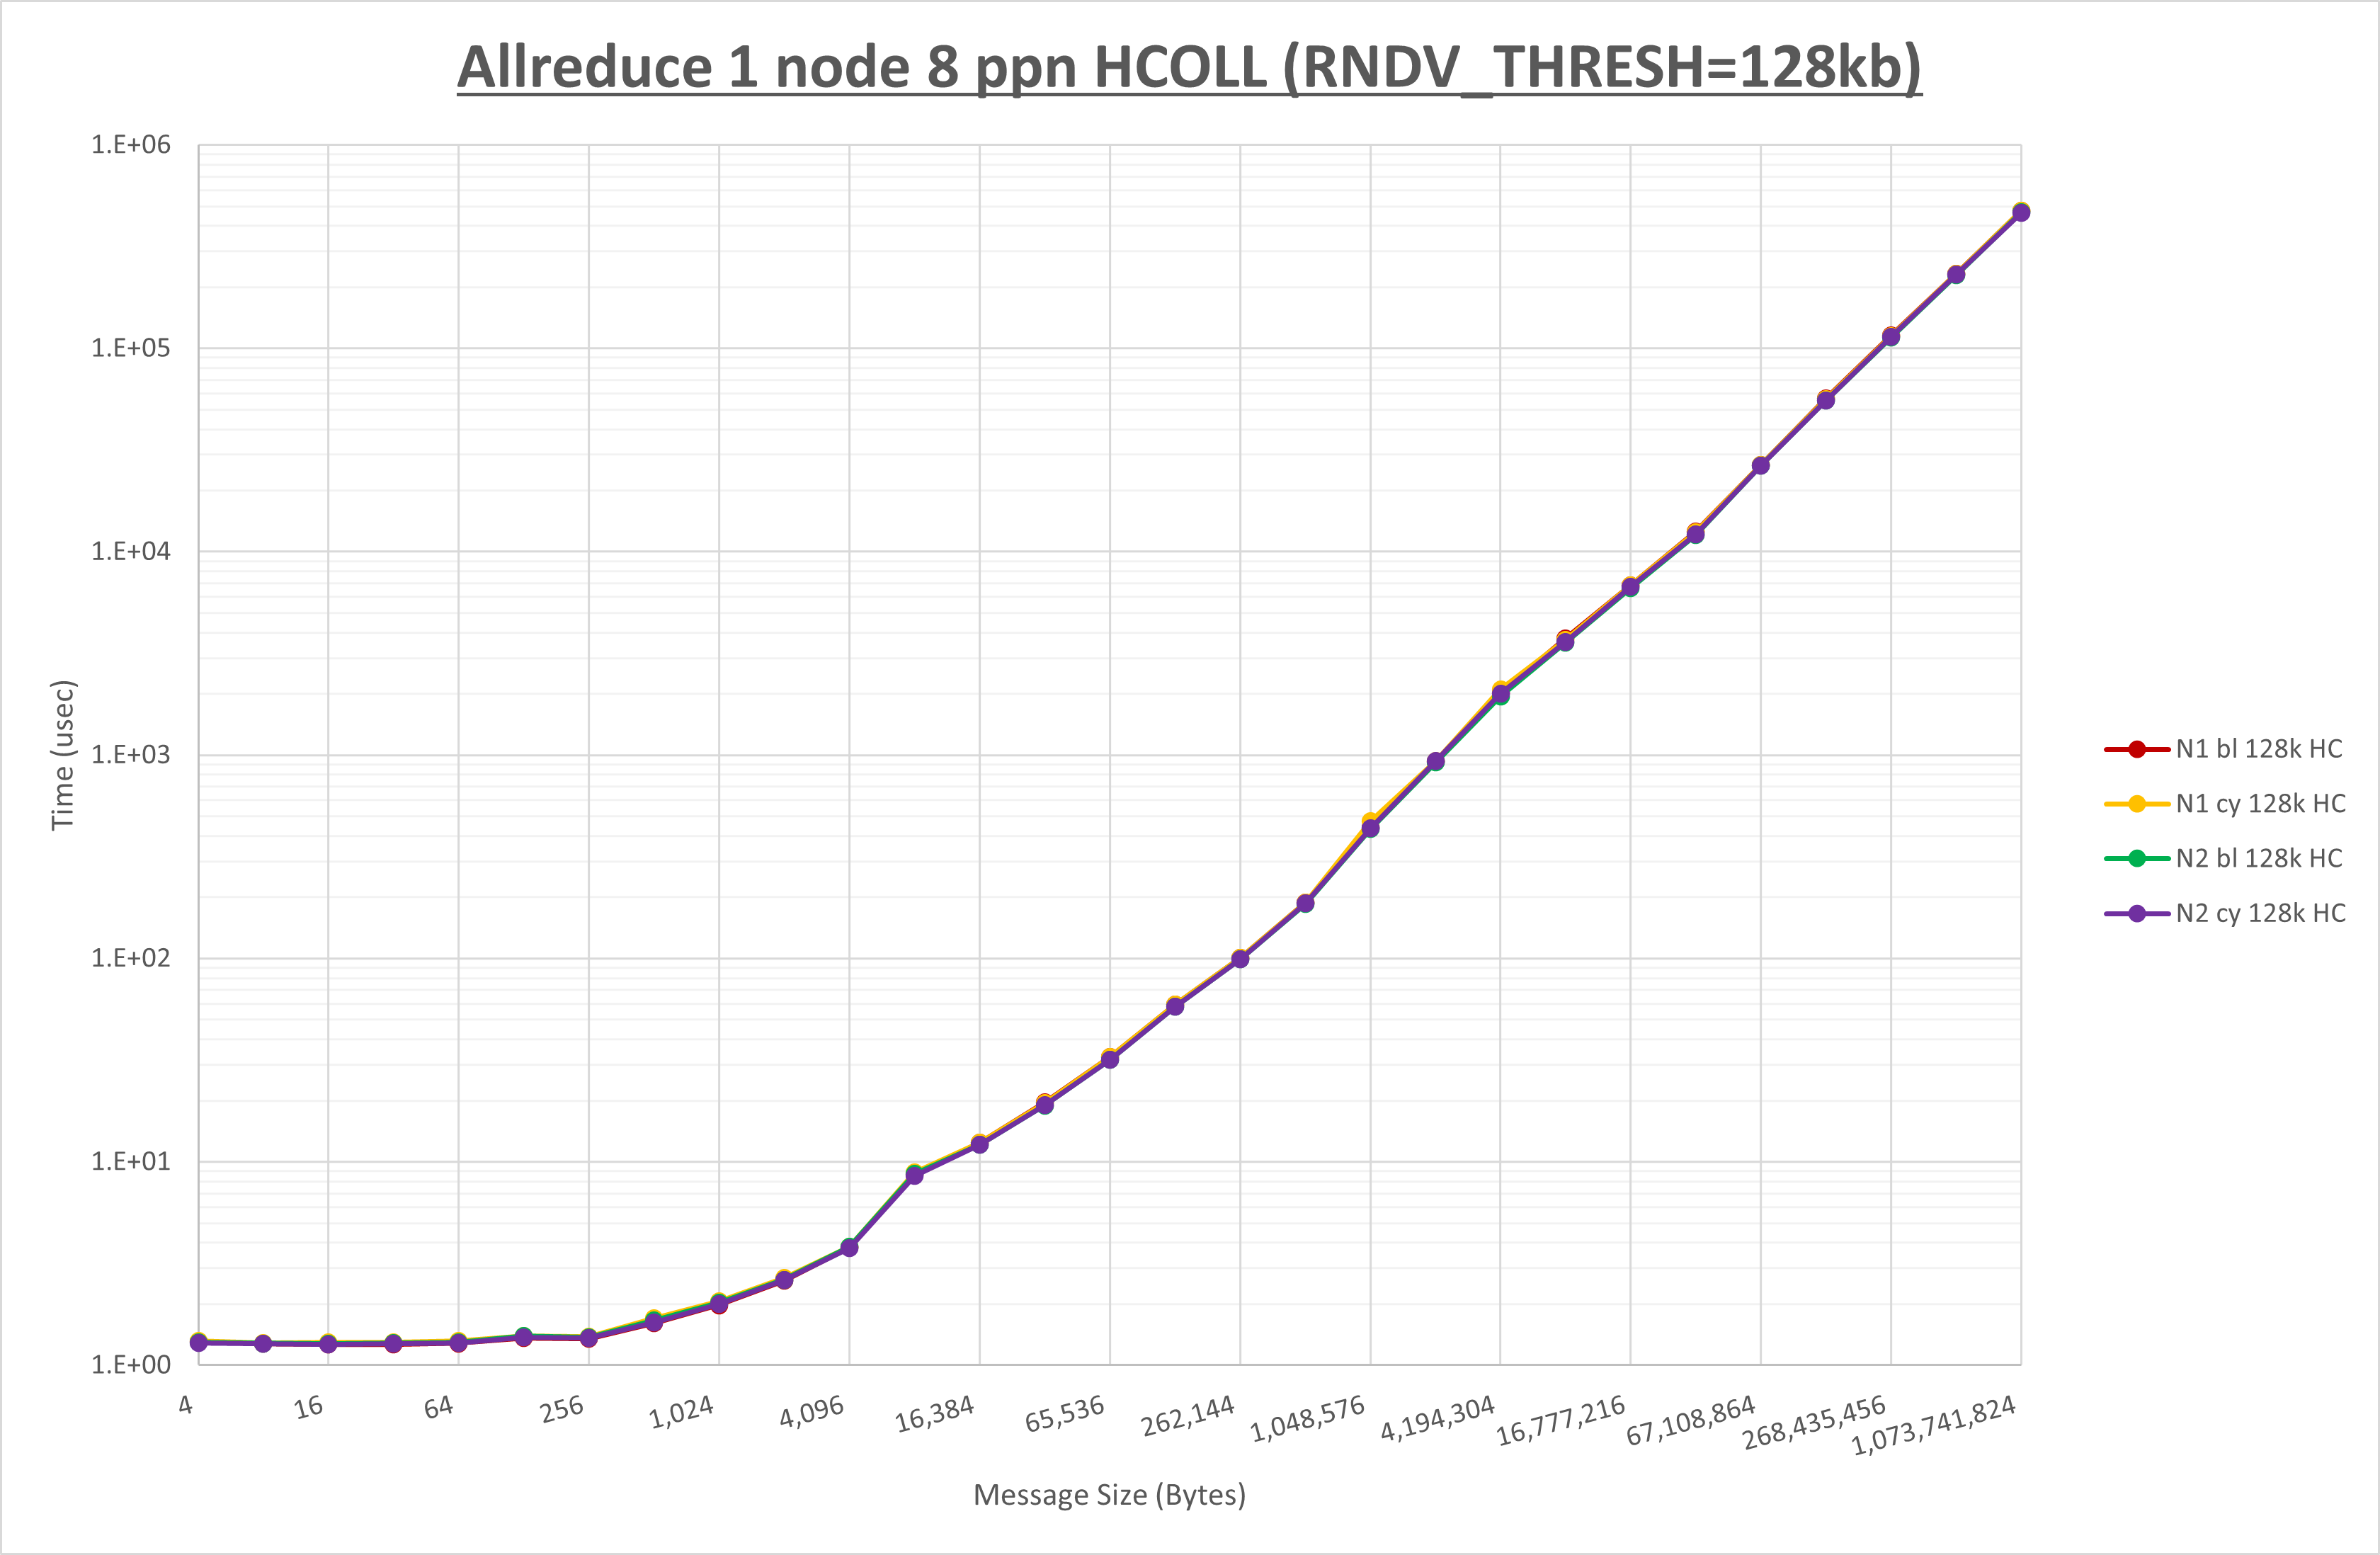 Allreduce 1 node 8 ppn HCOLL (RNDV_THRESH=128kb)
1.E+06
1.E+05
1.E+04
1.E+03
1.E+02
1.E+01
1.E+00
Time (usec)
4
16
64
256
1,024
4,096
16,384
65,536
262,144
1,048,576
4,194,304
16,777,216
67,108,864
268,435,456
1,073,741,824
Message Size (Bytes)
N1 bl 128k HC
N1 cy 128k HC
N2 bl 128k HC
N2 cy 128k HC